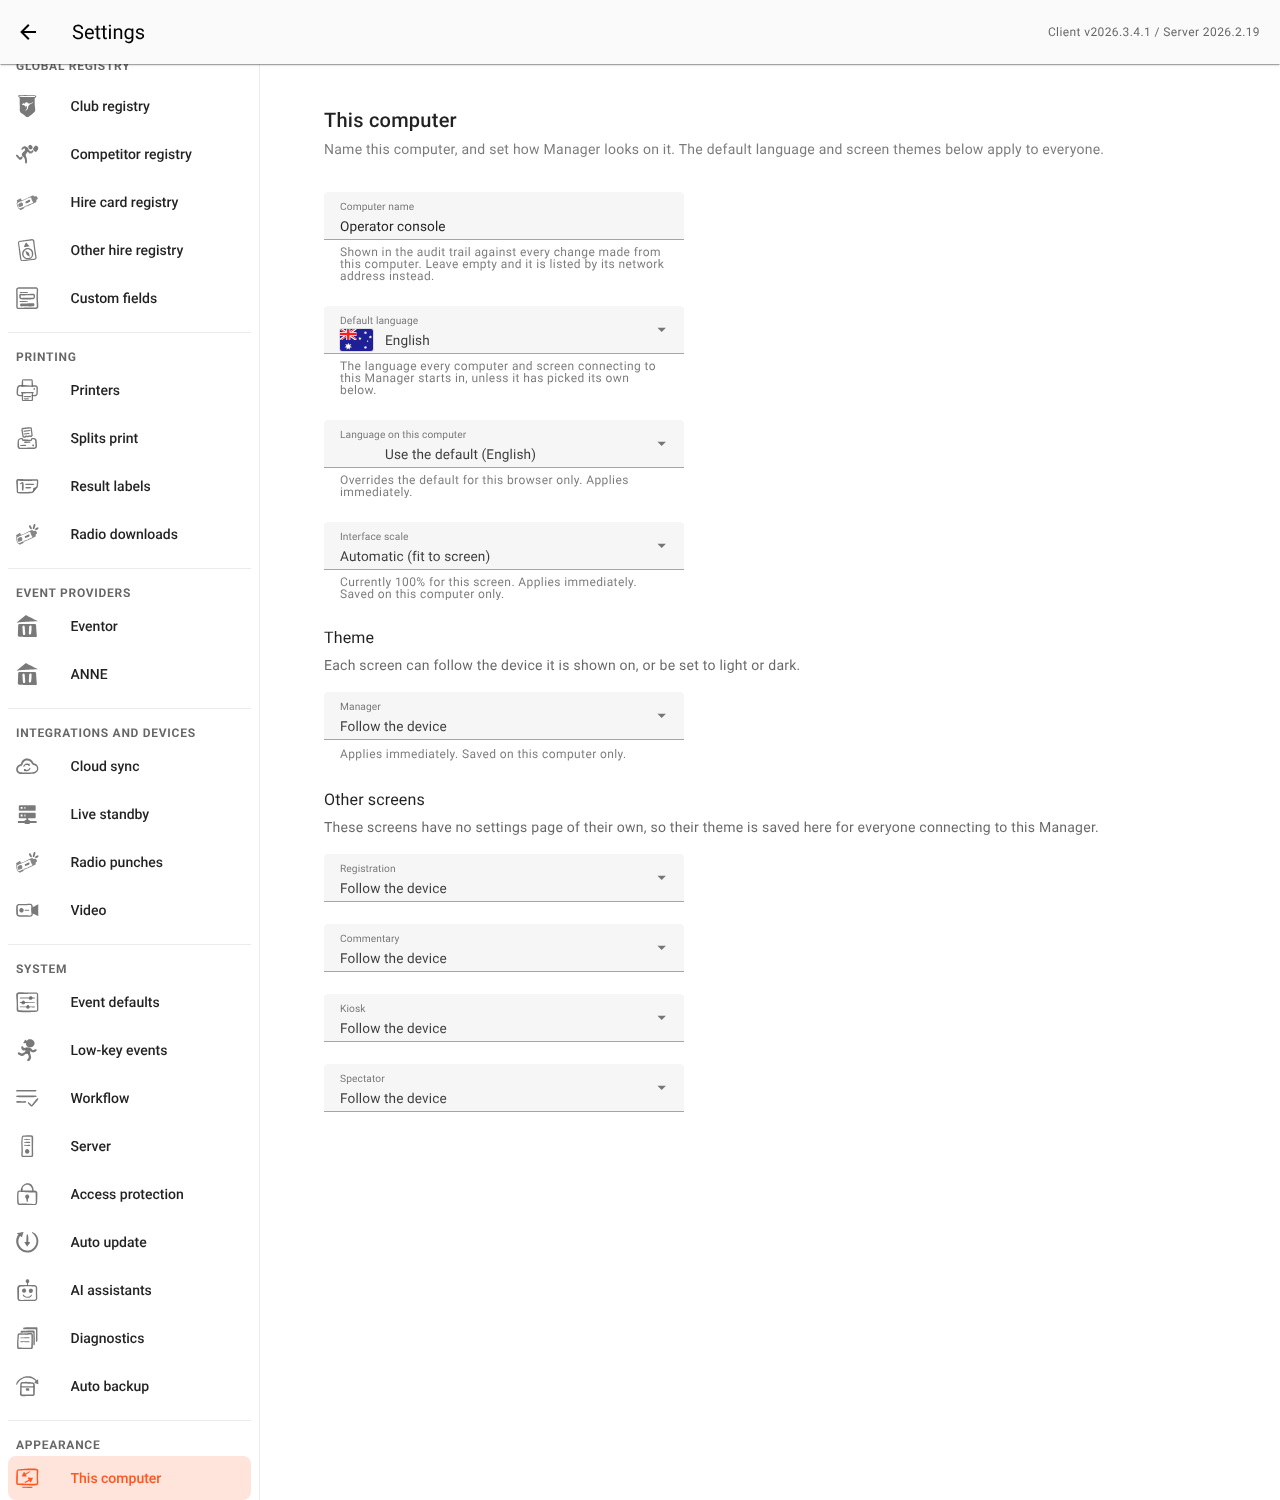 Settings
Client v2026.3.4.1 / Server 2026.2.19
GLOBAL REGISTRY
Club registry
Competitor registry
Hire card registry
Other hire registry
Custom fields
PRINTING
Printers
Splits print
Result labels
Radio downloads
EVENT PROVIDERS
Eventor
ANNE
INTEGRATIONS AND DEVICES
Cloud sync
Live standby
Radio punches
Video
SYSTEM
Event defaults
Low-key events
Workflow
Server
Access protection
Auto update
AI assistants
Diagnostics
Auto backup
APPEARANCE
This computer
This computer
Name this computer, and set how Manager looks on it. The default language and screen themes below apply to everyone.
Computer name
Operator console
Shown in the audit trail against every change made from
this computer. Leave empty and it is listed by its network
address instead.
Default language
English
The language every computer and screen connecting to
this Manager starts in, unless it has picked its own
below.
Language on this computer
Use the default (English)
Overrides the default for this browser only. Applies
immediately.
Interface scale
Automatic (fit to screen)
Currently 100% for this screen. Applies immediately.
Saved on this computer only.
Theme
Each screen can follow the device it is shown on, or be set to light or dark.
Manager
Follow the device
Applies immediately. Saved on this computer only.
Other screens
These screens have no settings page of their own, so their theme is saved here for everyone connecting to this Manager.
Registration
Follow the device
Commentary
Follow the device
Kiosk
Follow the device
Spectator
Follow the device